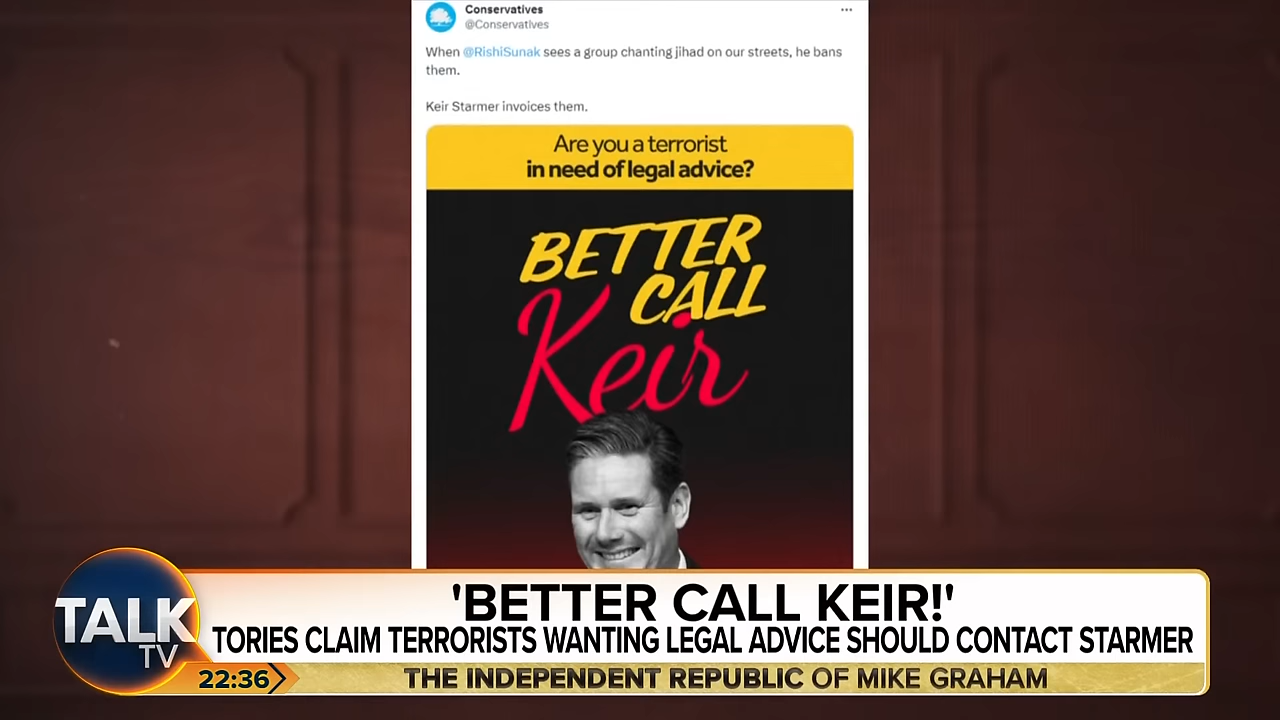 Conservatives
@Conservatives
When @RishiSunak sees a group chanting jihad on our streets, he bans
them.
Keir Starmer invoices them.
Are you a terrorist
in need of legal advice?
BETTER
CALL
Keir
'BETTER CALL KEIR!'
TORIES CLAIM TERRORISTS WANTING LEGAL ADVICE SHOULD CONTACT STARMER
TALK
TV
22:36
THE INDEPENDENT REPUBLIC OF MIKE GRAHAM